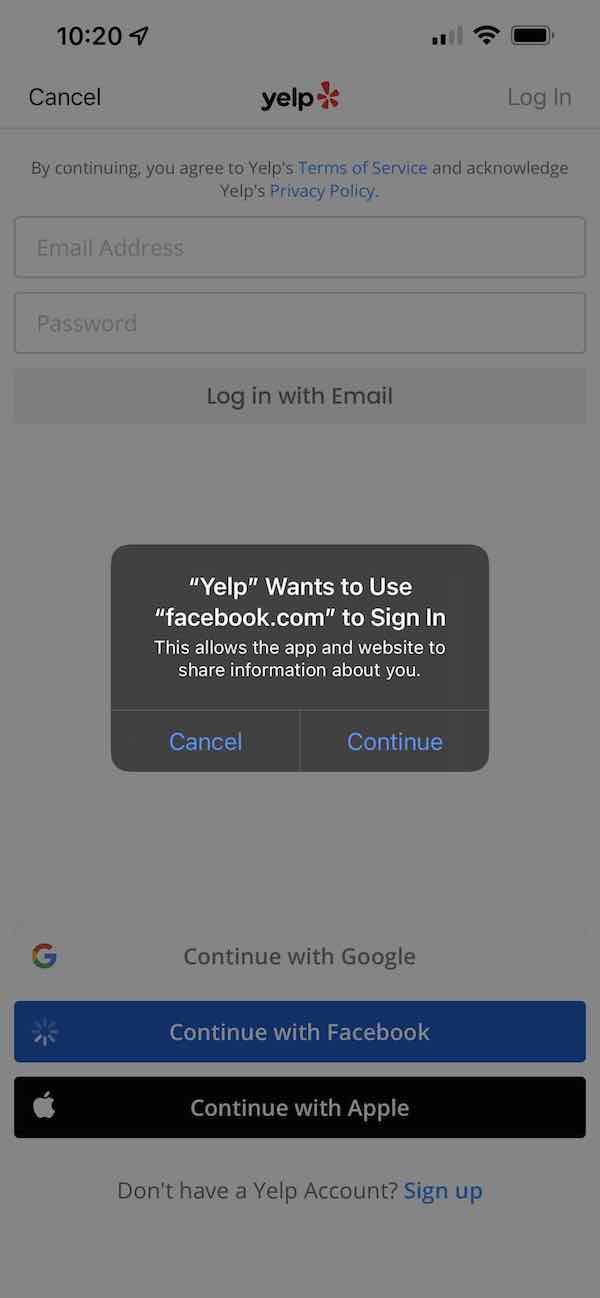 10:20
Cancel
yelp
Log In
By continuing, you agree to Yelp's Terms of Service and acknowledge
Yelp's Privacy Policy.
Email Address
Password
Log in with Email
“Yelp” Wants to Use
“facebook.com” to Sign In
This allows the app and website to
share information about you.
Cancel
Continue
Continue with Google
Continue with Facebook
Continue with Apple
Don't have a Yelp Account? Sign up